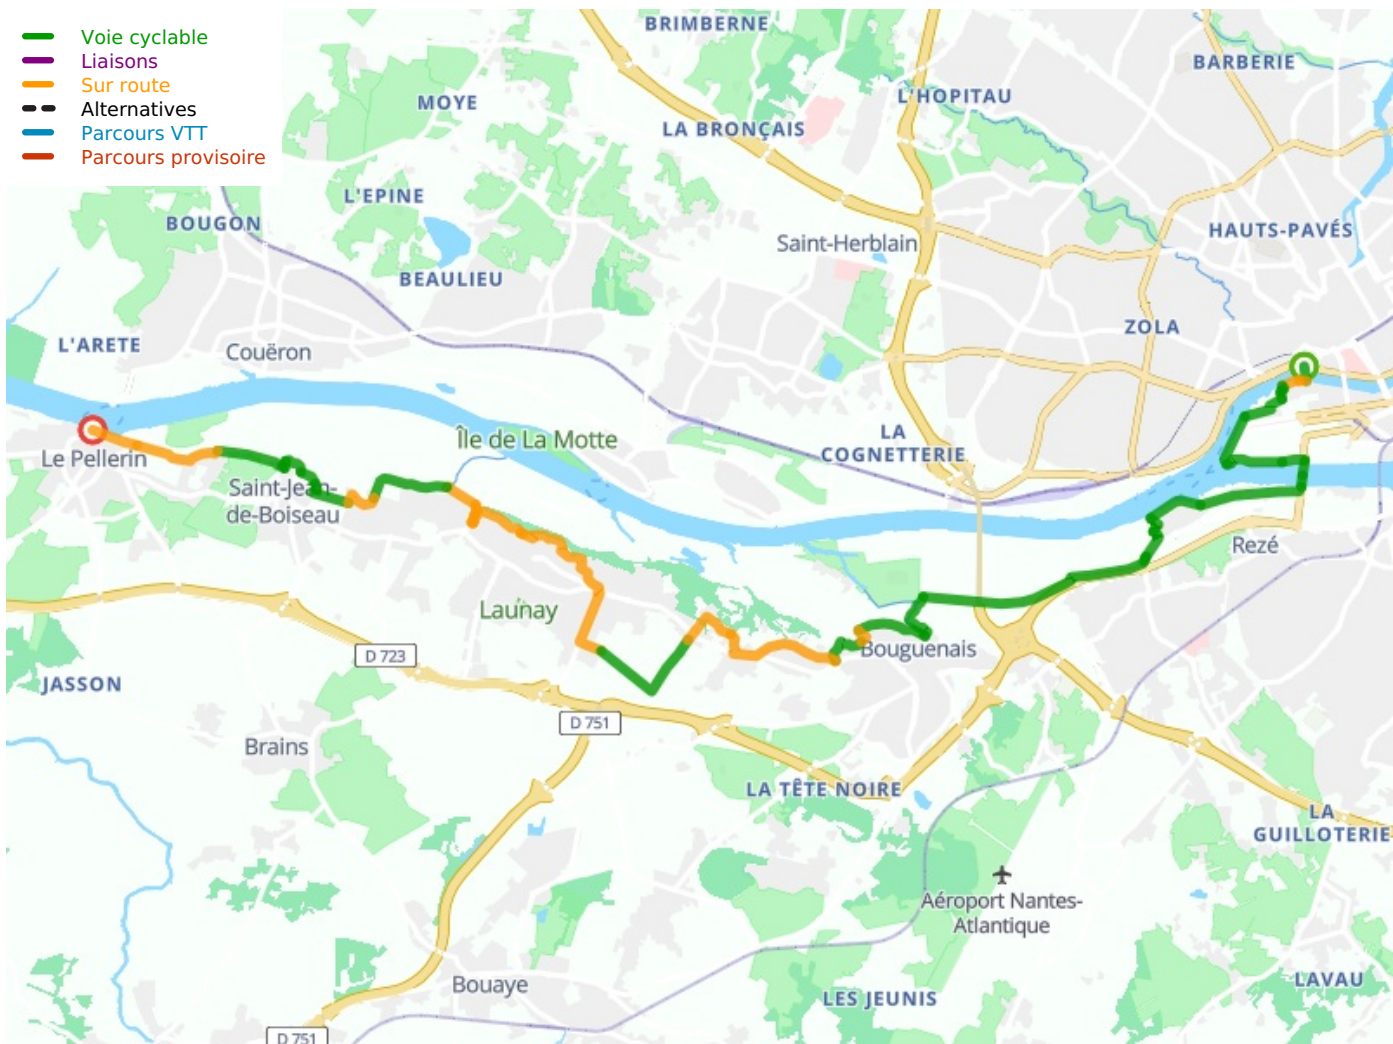 Voie cyclable
Liaisons
Sur route
Alternatives
Parcours VTT
Parcours provisoire
BRIMBERNE
BARBERIE
MOYE
L'HOPITAU
LA BRONÇAIS
L'EPINE
BOUGON
HAUTS-PAVÉS
Saint-Herblain
BEAULIEU
ZOLA
L'ARETE
Couëron
LA
COGNETTERIE
Île de La Motte
Le Pellerin
Saint-Jean-
de-Boiseau
Rezé
Launay
Bouguenais
D 723
JASSON
D 751
Brains
LA TÊTE NOIRE
LA
GUILLOTERIE
Aéroport Nantes-
Atlantique
Bouaye
LAVAU
LES JEUNIS
D 751